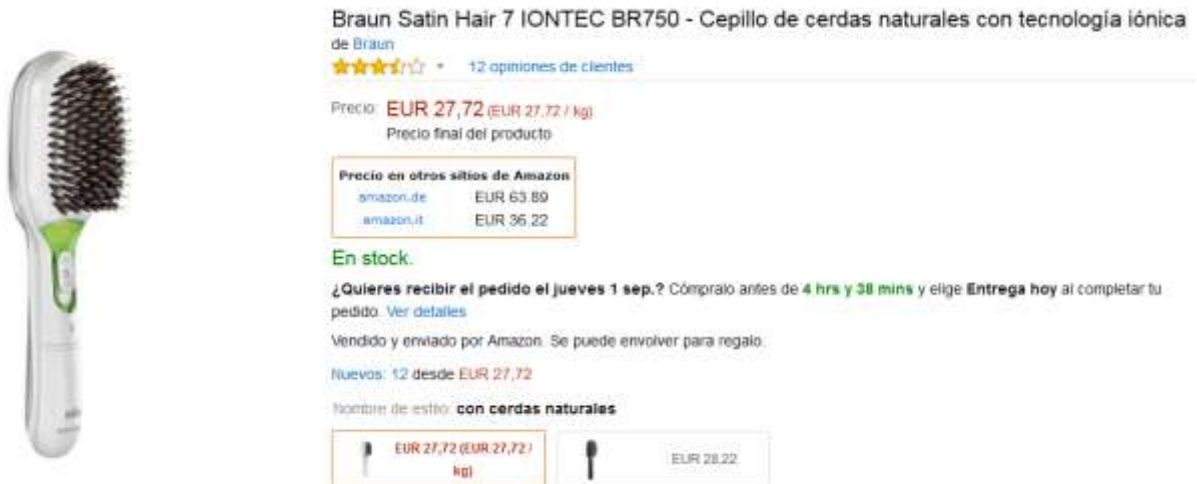 Braun Satin Hair 7 IONTEC BR750 - Cepillo de cerdas naturales con tecnología iónica
de Braun
12 opiniones de clientes
Precio: EUR 27,72 (EUR 27,72 / kg)
Precio final del producto
Precio en otros sitios de Amazon
amazon.de EUR 63.89
amazon.it EUR 36.22
En stock.
¿Quieres recibir el pedido el jueves 1 sep.? Cómpralo antes de 4 hrs y 38 mins y elige Entrega hoy al completar tu
pedido. Ver detalles
Vendido y enviado por Amazon. Se puede envolver para regalo.
Nuevos: 12 desde EUR 27,72
Nombre de estilo: con cerdas naturales
EUR 27,72 (EUR 27,72 /
kg)
EUR 28,22